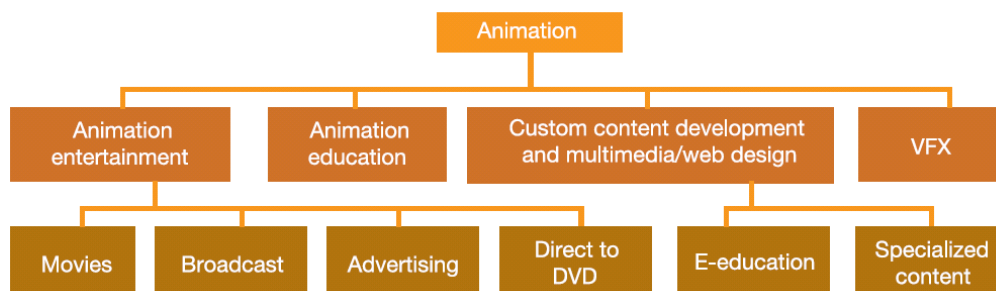 Animation
Animation
entertainment
Animation
education
Custom content development
and multimedia/web design
VFX
Movies
Broadcast
Advertising
Direct to
DVD
E-education
Specialized
content